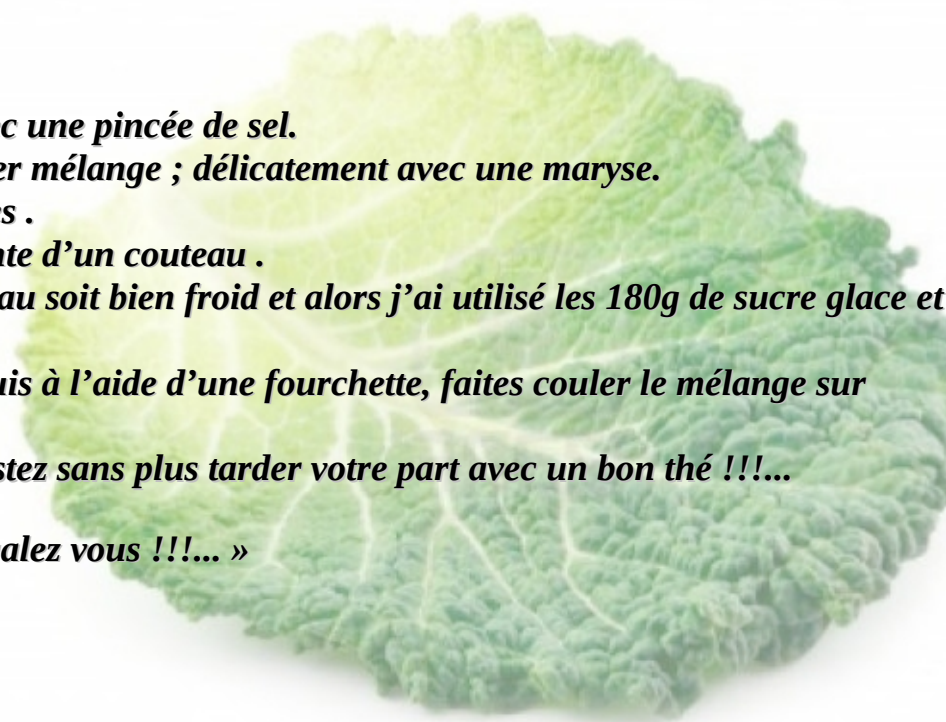 c une pincée de sel.
er mélange ; délicatement avec une maryse.
s .
nte d’un couteau .
au soit bien froid et alors j’ai utilisé les 180g de sucre glace et
uis à l’aide d’une fourchette, faites couler le mélange sur
stez sans plus tarder votre part avec un bon thé !!!...
alez vous !!!... »